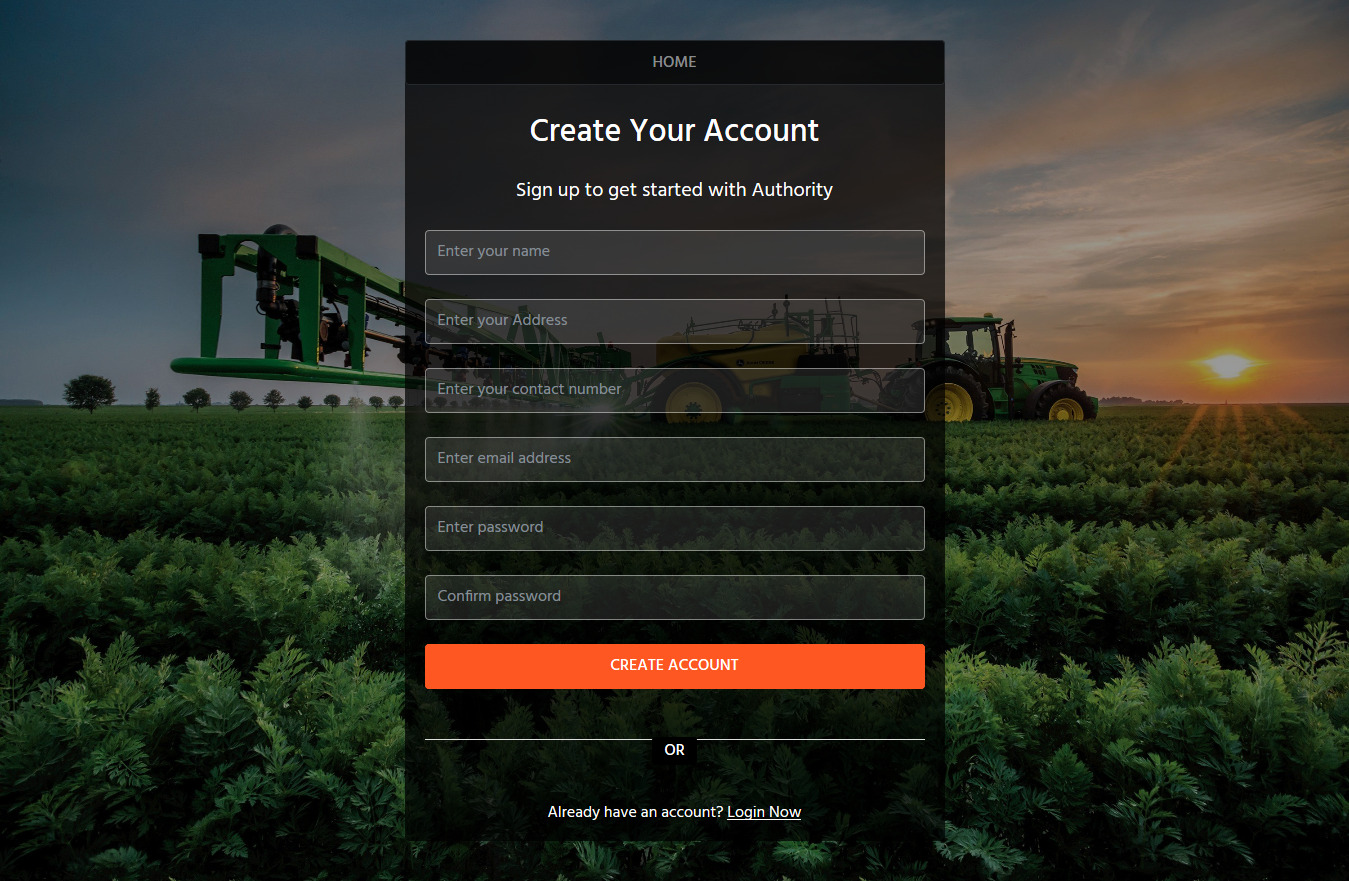 HOME
Create Your Account
Sign up to get started with Authority
Enter your name
Enter your Address
Enter your contact number
Enter email address
Enter password
Confirm password
CREATE ACCOUNT
OR
Already have an account? Login Now